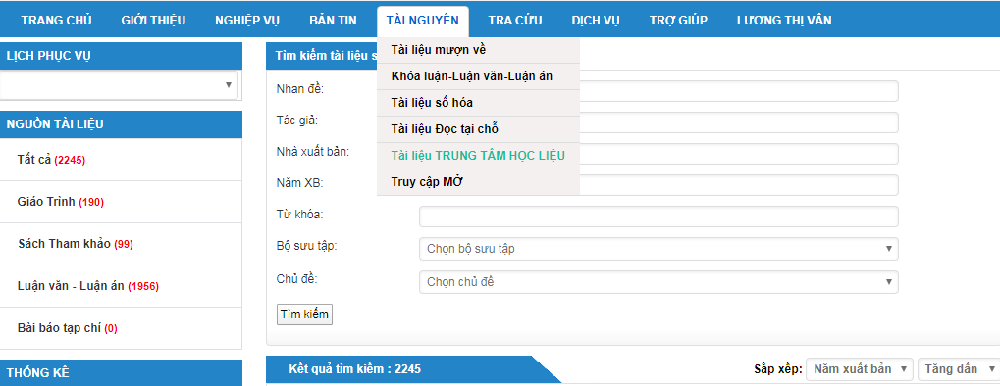 TRANG CHỦ GIỚI THIỆU NGHIỆP VỤ BẢN TIN TÀI NGUYÊN TRA CỨU DỊCH VỤ TRỢ GIÚP LƯƠNG THỊ VÂN
LỊCH PHỤC VỤ
NGUỒN TÀI LIỆU
Tất cả (2245)
Giáo Trình (190)
Sách Tham khảo (99)
Luận văn - Luận án (1956)
Bài báo tạp chí (0)
THỐNG KÊ
Tài liệu mượn về
Khóa luận-Luận văn-Luận án
Tài liệu số hóa
Tài liệu Đọc tại chỗ
Tài liệu TRUNG TÂM HỌC LIỆU
Truy cập MỞ
Tìm kiếm tài liệu s
Nhan đề:
Tác giả:
Nhà xuất bản:
Năm XB:
Từ khóa:
Bộ sưu tập: Chọn bộ sưu tập
Chủ đề: Chọn chủ đề
Tìm kiếm
Kết quả tìm kiếm : 2245 Sắp xếp: Năm xuất bản Tăng dần